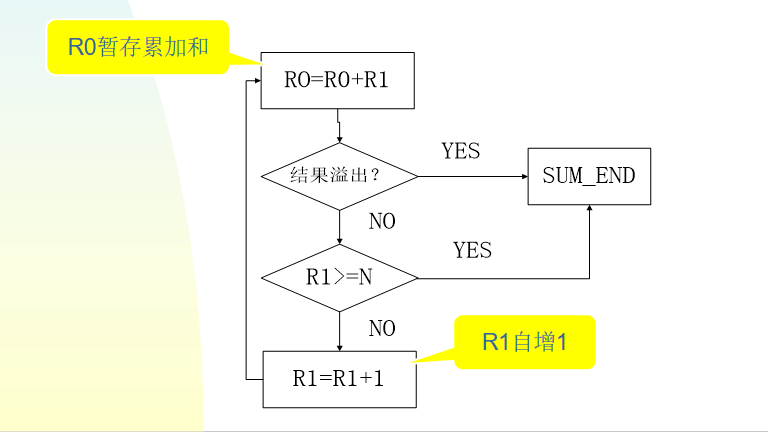 R0暂存累加和
R0=R0+R1
结果溢出?
YES
SUM_END
NO
R1>=N
YES
NO
R1自增1
R1=R1+1